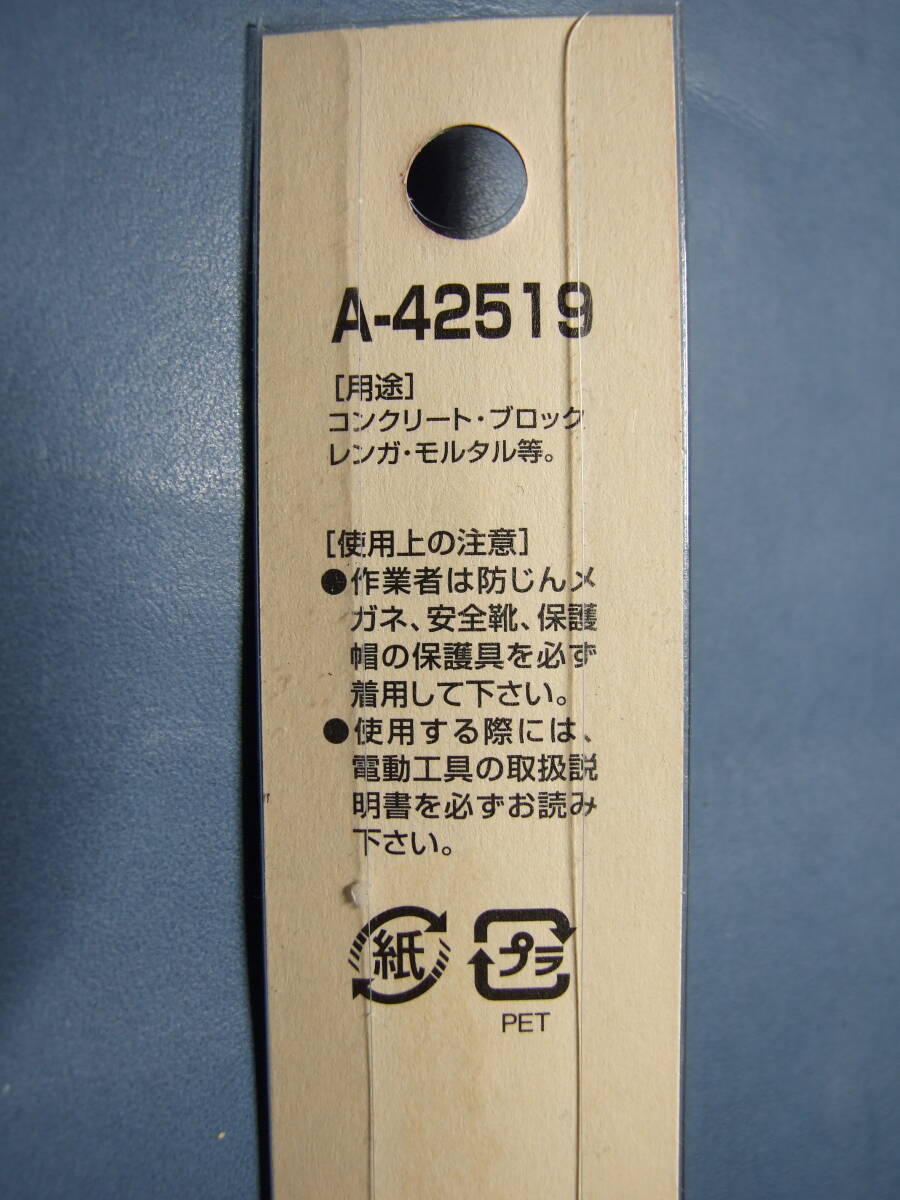 A-42519
［用途］
コンクリート・ブロック
レンガ・モルタル等。
［使用上の注意］
●作業者は防じんメ
ガネ、安全靴、保護
帽の保護具を必ず
着用して下さい。
●使用する際には、
電動工具の取扱説
明書を必ずお読み
下さい。
紙 プラ
PET